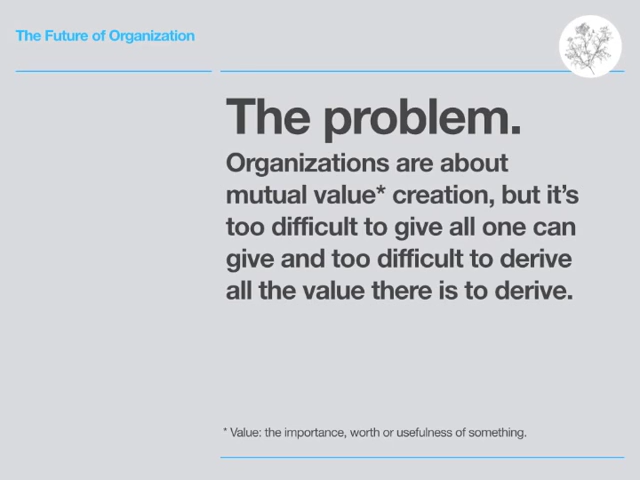 The Future of Organization
The problem.
Organizations are about
mutual value* creation, but it’s
too difficult to give all one can
give and too difficult to derive
all the value there is to derive.
* Value: the importance, worth or usefulness of something.